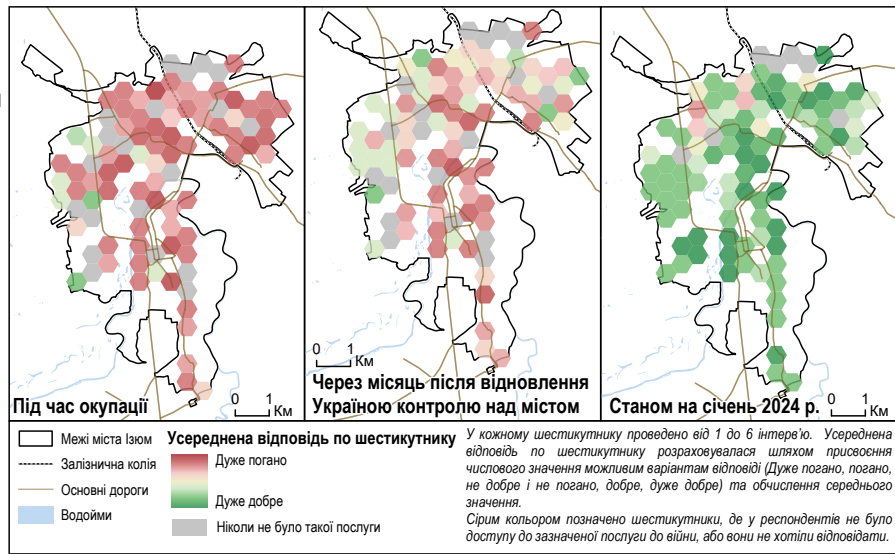 0 1
Км
Під час окупації
0 1
Км
Через місяць після відновлення
Україною контролю над містом
0 1
Км
Станом на січень 2024 р.
Межі міста Ізюм
Залізнична колія
Основні дороги
Водойми
Усереднена відповідь по шестикутнику
Дуже погано
Дуже добре
Ніколи не було такої послуги
У кожному шестикутнику проведено від 1 до 6 інтерв'ю. Усереднена
відповідь по шестикутнику розраховувалася шляхом присвоєння
числового значення можливим варіантам відповіді (Дуже погано, погано,
не добре і не погано, добре, дуже добре) та обчислення середнього
значення.
Сірим кольором позначено шестикутники, де у респондентів не було
доступу до зазначеної послуги до війни, або вони не хотіли відповідати.